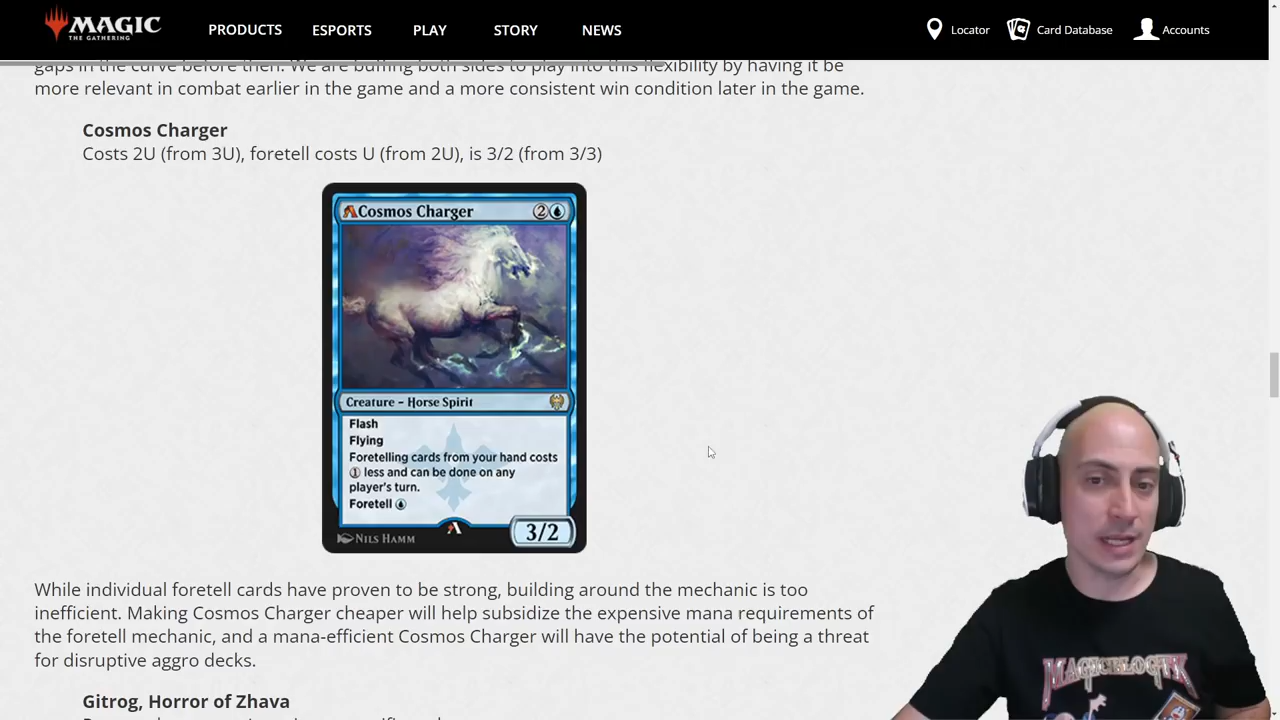 MAGIC
THE GATHERING
PRODUCTS
ESPORTS
PLAY
STORY
NEWS
Locator
Card Database
Accounts
gaps in the curve before then. We are buffing both sides to play into this flexibility by having it be
more relevant in combat earlier in the game and a more consistent win condition later in the game.
Cosmos Charger
Costs 2U (from 3U), foretell costs U (from 2U), is 3/2 (from 3/3)
Cosmos Charger
2
Creature – Horse Spirit
Flash
Flying
Foretelling cards from your hand costs
1 less and can be done on any
player's turn.
Foretell
3/2
Nils Hamm
While individual foretell cards have proven to be strong, building around the mechanic is too
inefficient. Making Cosmos Charger cheaper will help subsidize the expensive mana requirements of
the foretell mechanic, and a mana-efficient Cosmos Charger will have the potential of being a threat
for disruptive aggro decks.
Gitrog, Horror of Zhava